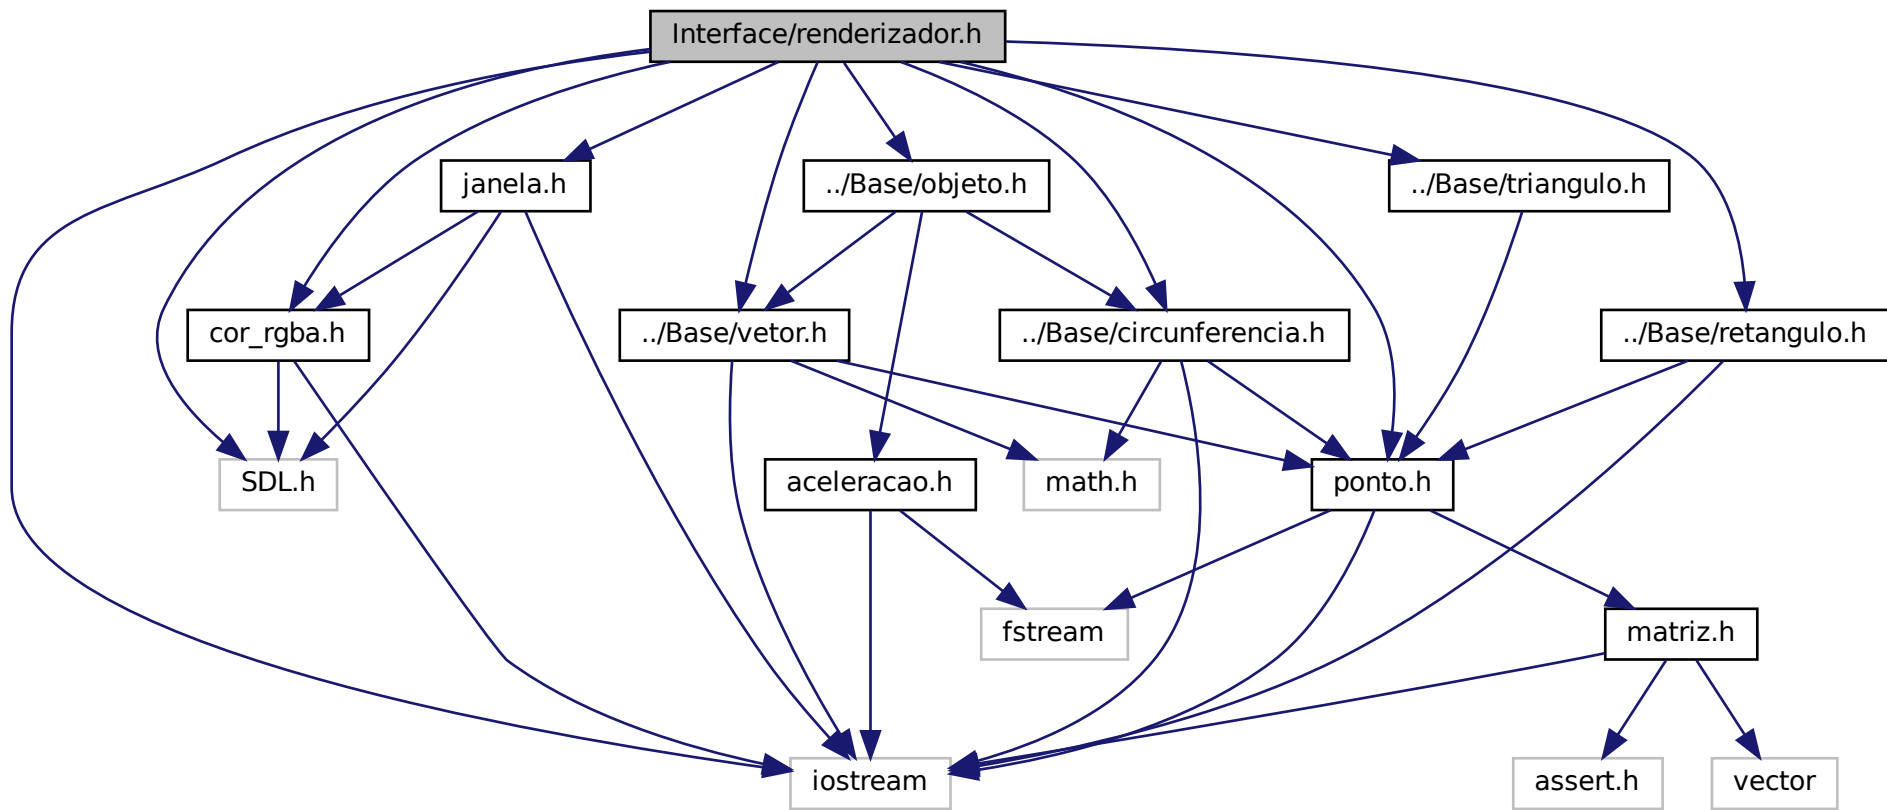 Interface/renderizador.h
janela.h
../Base/objeto.h
../Base/triangulo.h
cor_rgba.h
../Base/vetor.h
../Base/circunferencia.h
../Base/retangulo.h
SDL.h
aceleracao.h
math.h
ponto.h
fstream
matriz.h
iostream
assert.h
vector